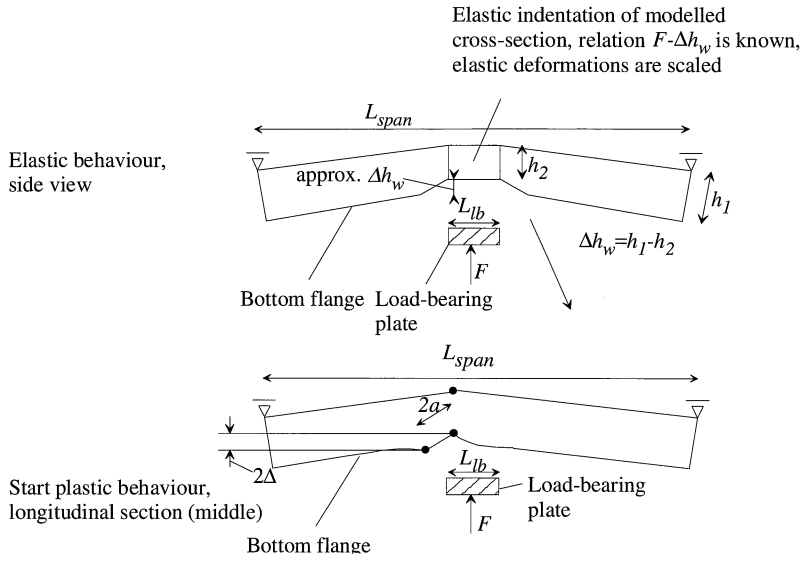 Elastic indentation of modelled
cross-section, relation F-Δh_w is known,
elastic deformations are scaled
L_span
Elastic behaviour,
side view
approx. Δh_w
h_2
L_lb
h_1
Δh_w=h_1-h_2
F
Bottom flange
Load-bearing
plate
L_span
2a
L_lb
2Δ
Start plastic behaviour,
longitudinal section (middle)
Load-bearing
plate
F
Bottom flange